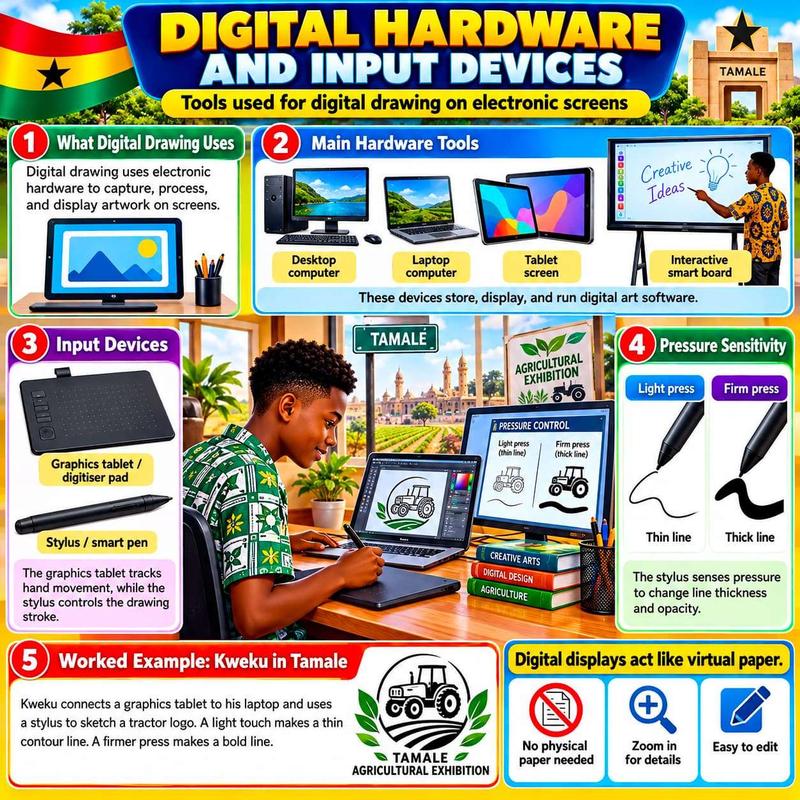 DIGITAL HARDWARE
AND INPUT DEVICES
Tools used for digital drawing on electronic screens
TAMALE
1 What Digital Drawing Uses
Digital drawing uses electronic
hardware to capture, process,
and display artwork on screens.
2 Main Hardware Tools
Creative
Ideas
Desktop
computer
Laptop
computer
Tablet
screen
Interactive
smart board
These devices store, display, and run digital art software.
3 Input Devices
Graphics tablet /
digitiser pad
Stylus / smart pen
The graphics tablet tracks
hand movement, while the
stylus controls the drawing
stroke.
TAMALÉ
AGRICULTURAL
EXHIBITION
PRESSURE CONTROL
Light press
(thin line)
Firm press
(thick line)
CREATIVE ARTS
DIGITAL DESIGN
AGRICULTURE
4 Pressure Sensitivity
Light press
Firm press
Thin line
Thick line
The stylus senses pressure
to change line thickness
and opacity.
5 Worked Example: Kweku in Tamale
Kweku connects a graphics tablet to his laptop and uses
a stylus to sketch a tractor logo. A light touch makes a thin
contour line. A firmer press makes a bold line.
TAMALE
AGRICULTURAL EXHIBITION
Digital displays act like virtual paper.
No physical
paper needed
Zoom in
for details
Easy to edit